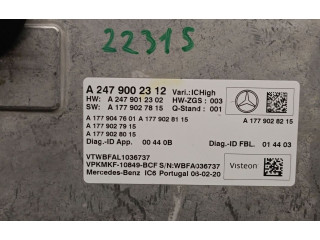 22315
A 247 900 23 12 Vari.:ICHigh
HW: A 247 901 23 02 HW-ZGS : 003
SW: A 177 902 78 15 Q-Stand : 001
A 177 904 76 01 A 177 902 81 15
A 177 902 79 15
A 177 902 80 15
A 177 902 82 15
Diag.-ID App. 00 44 0B Diag.-ID FBL. 01 44 03
VTWBFAL1036737
VPKMKF-10849-BCF S/N:WBFA036737
Mercedes-Benz IC6 Portugal 06-02-20
Visteon